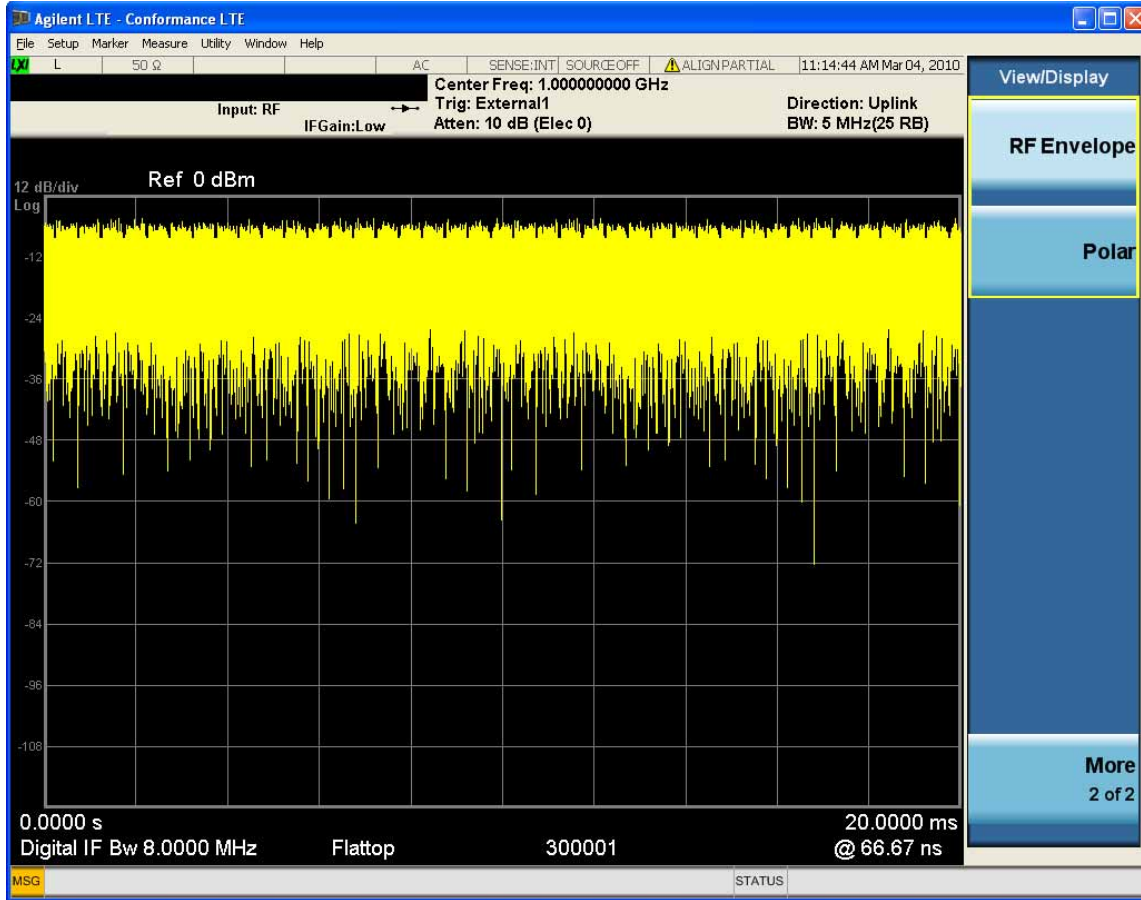 Agilent LTE - Conformance LTE
File Setup Marker Measure Utility Window Help
LXI L 50 Ω AC SENSE:INT SOURCE OFF ALIGN PARTIAL 11:14:44 AM Mar 04, 2010
Center Freq: 1.000000000 GHz
Input: RF Trig: External1 Direction: Uplink
IFGain:Low Atten: 10 dB (Elec 0) BW: 5 MHz(25 RB)
View/Display
RF Envelope
Polar
More
2 of 2
12 dB/div Ref 0 dBm
Log
-12
-24
-36
-48
-60
-72
-84
-96
-108
0.0000 s 20.0000 ms
Digital IF Bw 8.0000 MHz Flattop 300001 @ 66.67 ns
MSG STATUS